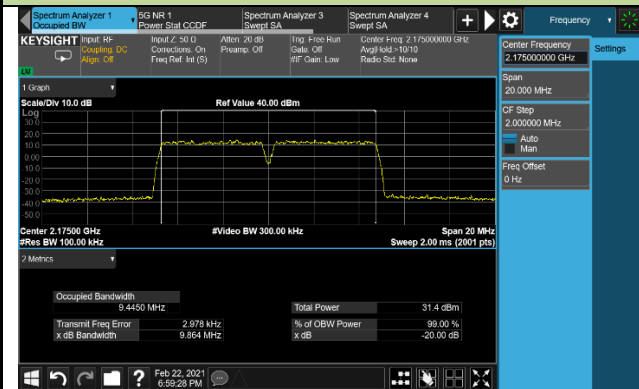 Spectrum Analyzer 1
Occupied BW
5G NR 1
Power Stat CCDF
Spectrum Analyzer 3
Swept SA
Spectrum Analyzer 4
Swept SA
Frequency
KEYSIGHT
Input: RF
Coupling: DC
Align: Off
Input Z: 50 Ω
Corrections: On
Freq Ref: Int (S)
Atten: 20 dB
Preamp: Off
Trig: Free Run
Gate: Off
#IF Gain: Low
Center Freq: 2.175000000 GHz
Avg|Hold:>10/10
Radio Std: None
Center Frequency
2.175000000 GHz
Settings
Span
20.000 MHz
CF Step
2.000000 MHz
Auto
Man
Freq Offset
0 Hz
1 Graph
Scale/Div 10.0 dB
Ref Value 40.00 dBm
Log
30.0
20.0
10.0
0.00
-10.0
-20.0
-30.0
-40.0
-50.0
Center 2.17500 GHz
#Video BW 300.00 kHz
Span 20 MHz
#Res BW 100.00 kHz
Sweep 2.00 ms (2001 pts)
2 Metrics
Occupied Bandwidth
9.4450 MHz
Total Power
31.4 dBm
Transmit Freq Error
2.978 kHz
% of OBW Power
99.00 %
x dB Bandwidth
9.864 MHz
x dB
-20.00 dB
Feb 22, 2021
6:59:28 PM